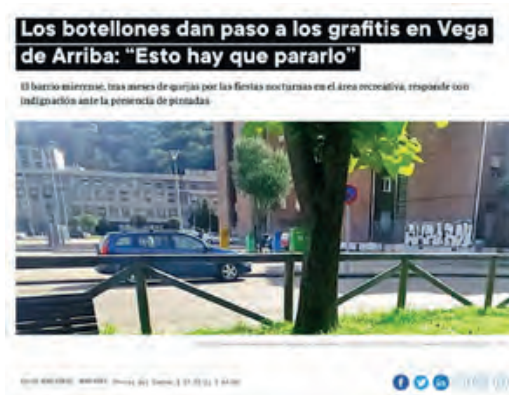 Los botellones dan paso a los grafitis en Vega
de Arriba: “Esto hay que pararlo”
El barrio mierense, tras meses de quejas por las fiestas nocturnas en el área recreativa, responde con
indignación ante la presencia de pintadas